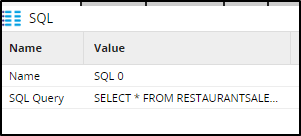 SQL
Name Value
Name SQL 0
SQL Query SELECT * FROM RESTAURANTSALE...